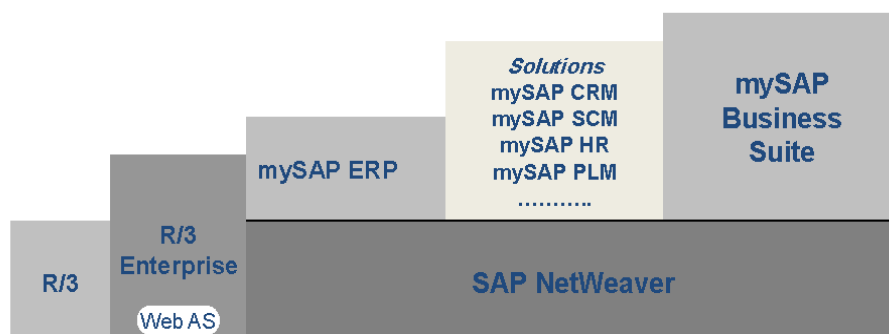 R/3
R/3
Enterprise
Web AS
mySAP ERP
Solutions
mySAP CRM
mySAP SCM
mySAP HR
mySAP PLM
...........
mySAP
Business
Suite
SAP NetWeaver